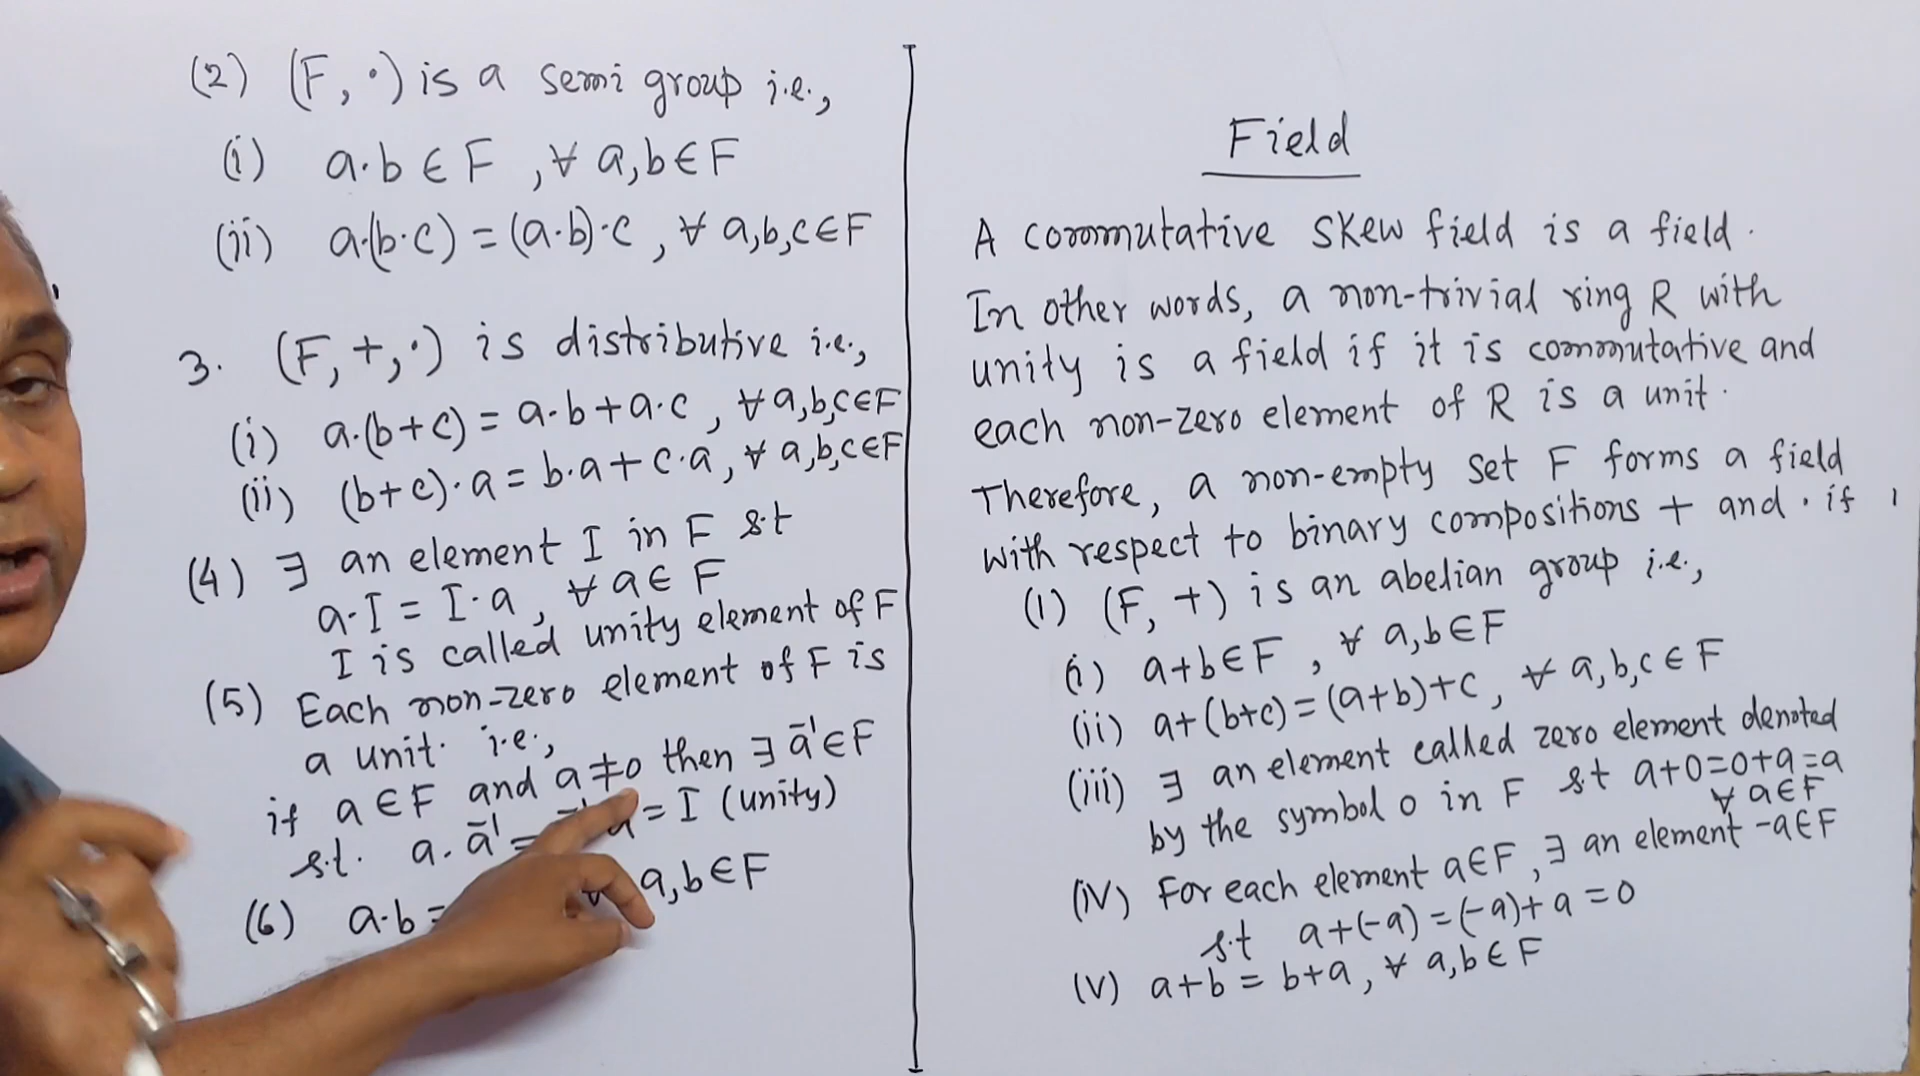 (2) (F, ·) is a semi group i.e.,
(i) a·b ∈ F , ∀ a,b ∈ F
(ii) a·(b·c) = (a·b)·c , ∀ a,b,c ∈ F
3. (F, +, ·) is distributive i.e.,
(i) a·(b+c) = a·b + a·c , ∀ a,b,c ∈ F
(ii) (b+c)·a = b·a + c·a , ∀ a,b,c ∈ F
(4) ∃ an element I in F s.t
a·I = I·a , ∀ a ∈ F
I is called unity element of F
(5) Each non-zero element of F is
a unit. i.e.,
if a ∈ F and a ≠ 0 then ∃ a⁻¹ ∈ F
s.t. a·a⁻¹ = a = I (unity)
(6) a·b = a,b ∈ F
Field
A commutative skew field is a field.
In other words, a non-trivial ring R with
unity is a field if it is commutative and
each non-zero element of R is a unit.
Therefore, a non-empty set F forms a field
with respect to binary compositions + and · if
(1) (F, +) is an abelian group i.e.,
(i) a+b ∈ F , ∀ a,b ∈ F
(ii) a+(b+c) = (a+b)+c , ∀ a,b,c ∈ F
(iii) ∃ an element called zero element denoted
by the symbol 0 in F s.t a+0=0+a=a
∀ a ∈ F
(iv) For each element a ∈ F, ∃ an element -a ∈ F
s.t a+(-a) = (-a)+a = 0
(v) a+b = b+a, ∀ a,b ∈ F